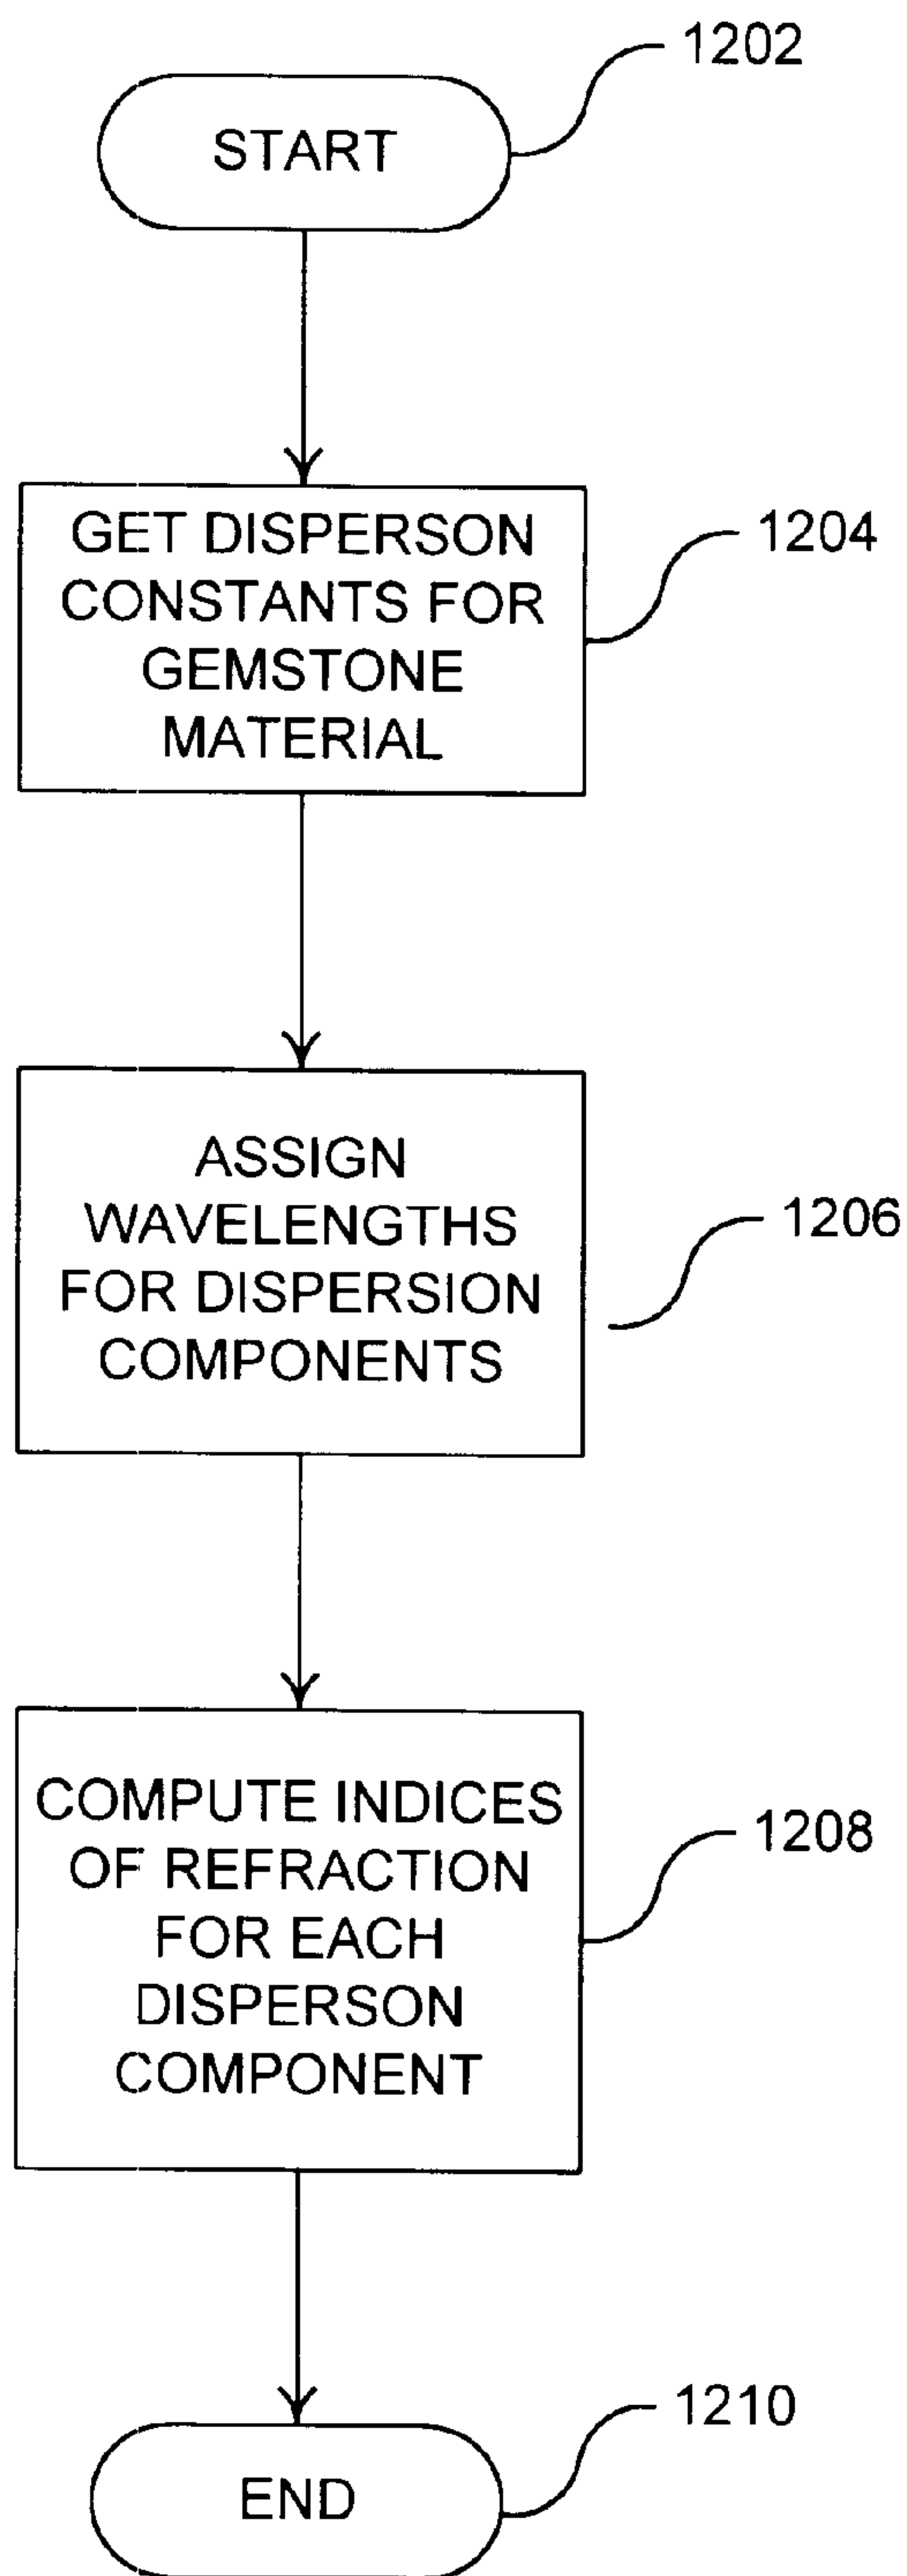 1202
START
GET DISPERSON
CONSTANTS FOR
GEMSTONE
MATERIAL
1204
ASSIGN
WAVELENGTHS
FOR DISPERSION
COMPONENTS
1206
COMPUTE INDICES
OF REFRACTION
FOR EACH
DISPERSON
COMPONENT
1208
1210
END